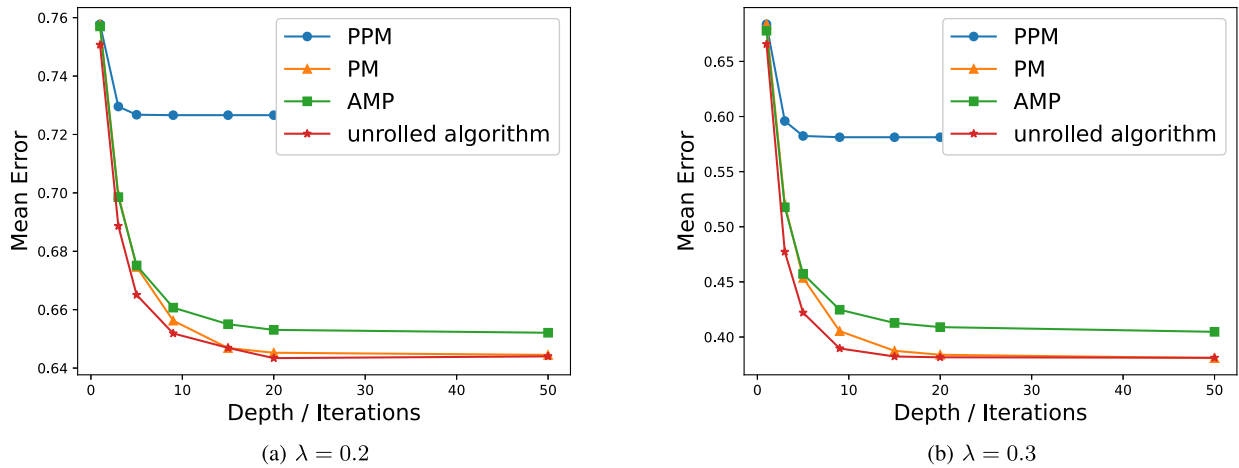 0.76
0.74
0.72
0.70
0.68
0.66
0.64
Mean Error
0 10 20 30 40 50
Depth / Iterations
PPM
PM
AMP
unrolled algorithm
(a) λ = 0.2
0.65
0.60
0.55
0.50
0.45
0.40
Mean Error
0 10 20 30 40 50
Depth / Iterations
PPM
PM
AMP
unrolled algorithm
(b) λ = 0.3